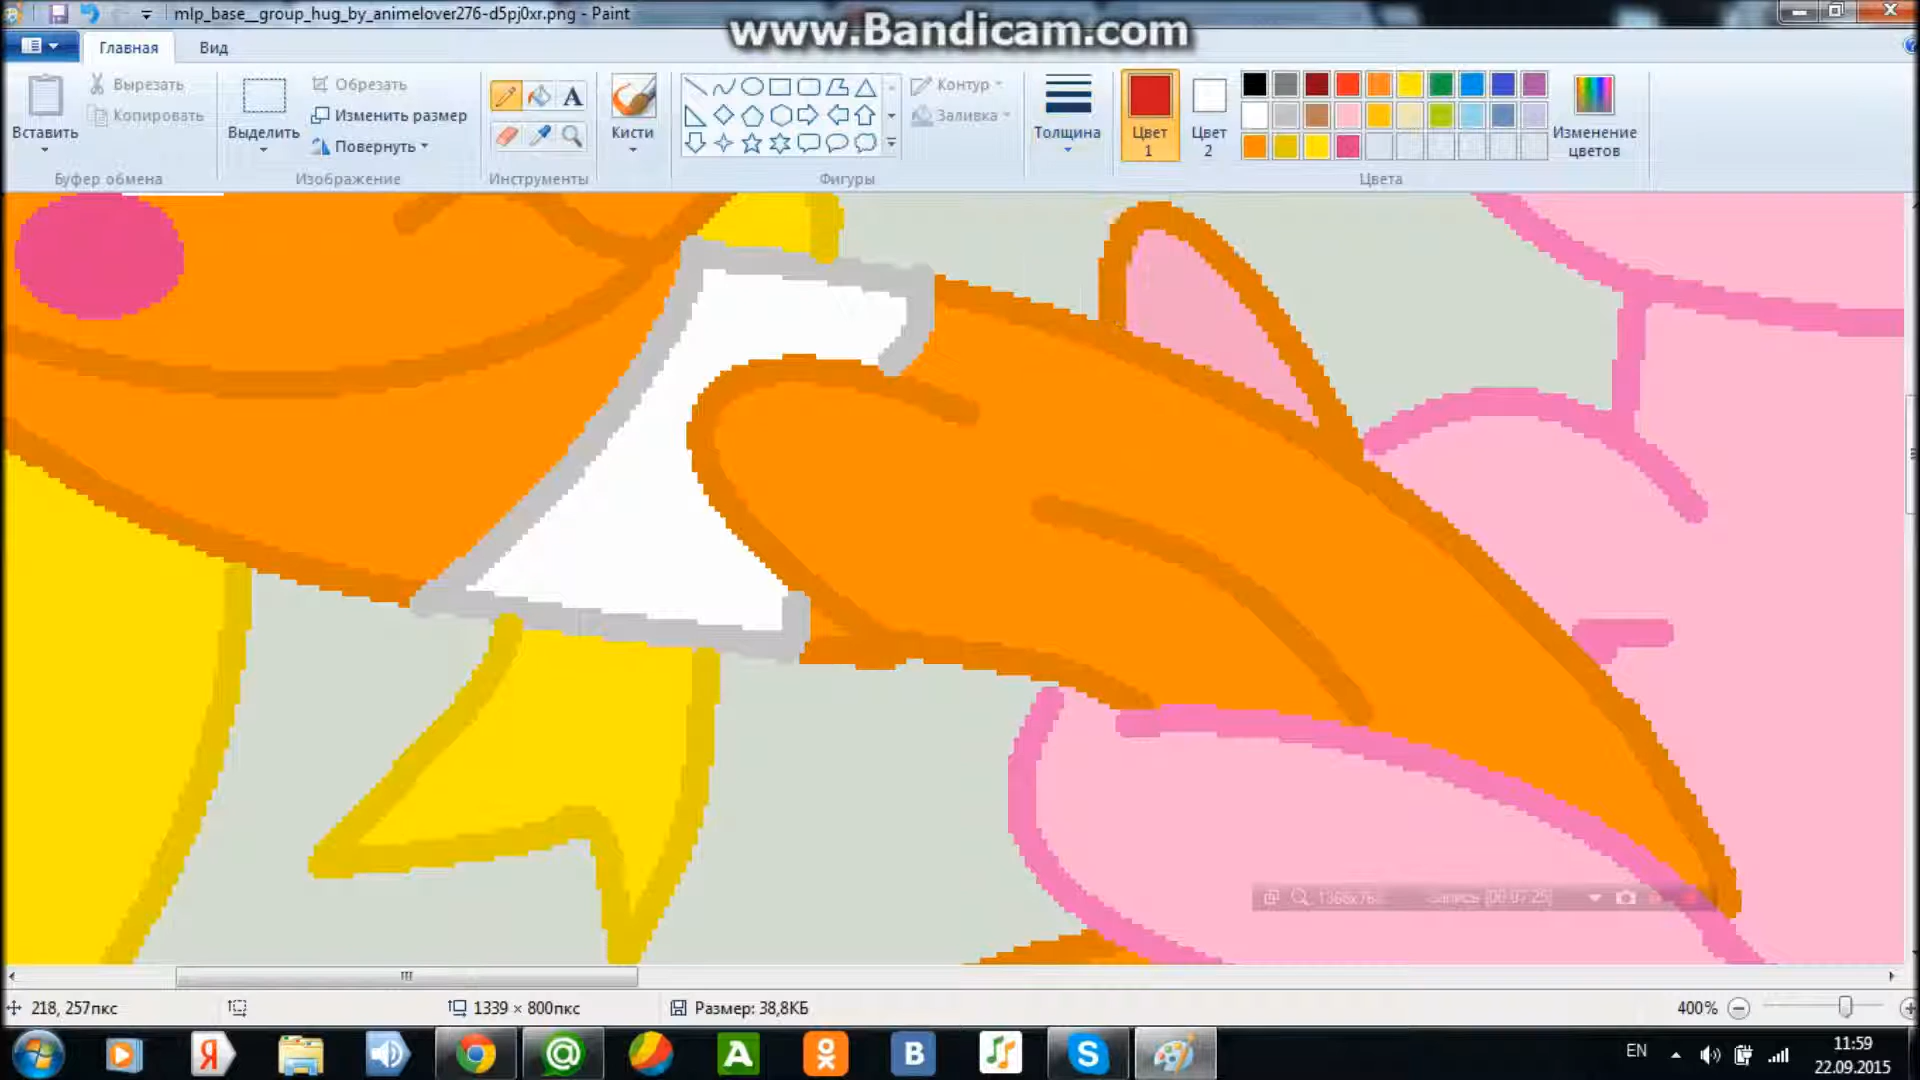 mlp_base__group_hug_by_animelover276-d5pj0xr.png - Paint
www.Bandicam.com
Главная
Вид
Вставить
Вырезать
Копировать
Буфер обмена
Выделить
Обрезать
Изменить размер
Повернуть
Изображение
A
Инструменты
Кисти
Контур
Заливка
Фигуры
Толщина
Цвет
1
Цвет
2
Изменение
цветов
Цвета
218, 257пкс
1339 × 800пкс
Размер: 38,8КБ
400%
EN
11:59
22.09.2015